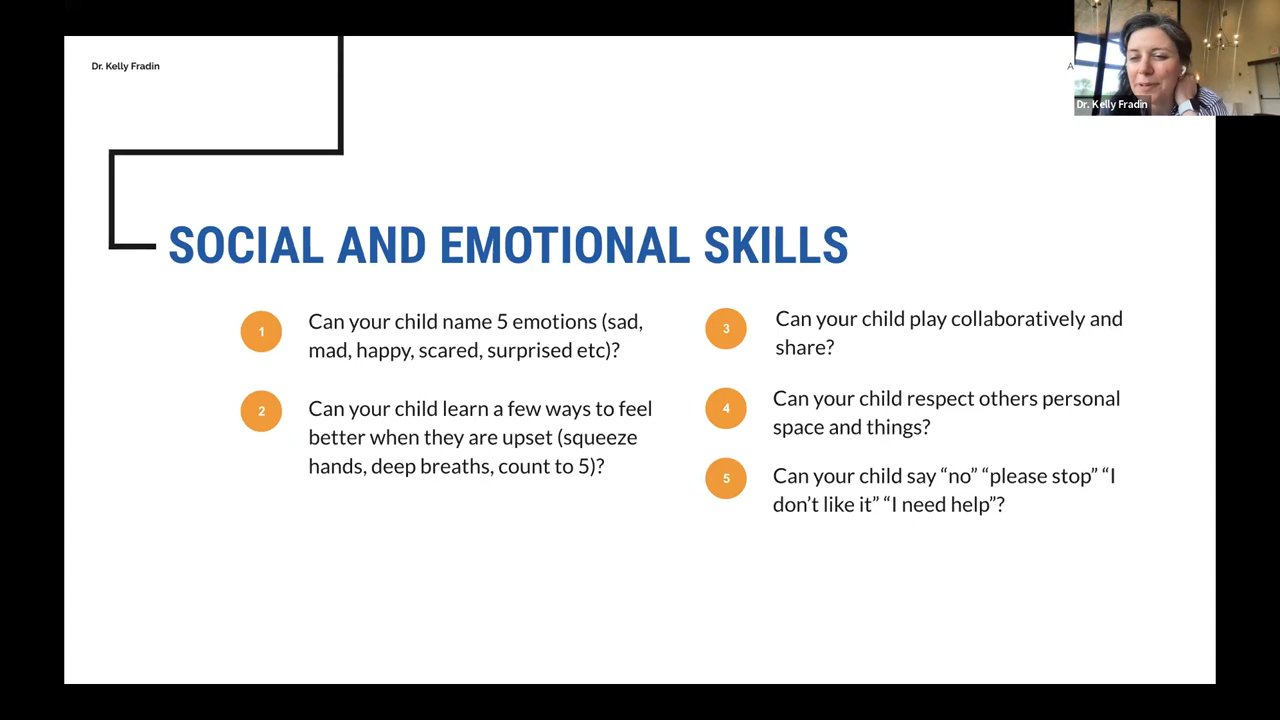 Dr. Kelly Fradin
A
Dr. Kelly Fradin
SOCIAL AND EMOTIONAL SKILLS
1
Can your child name 5 emotions (sad,
mad, happy, scared, surprised etc)?
2
Can your child learn a few ways to feel
better when they are upset (squeeze
hands, deep breaths, count to 5)?
3
Can your child play collaboratively and
share?
4
Can your child respect others personal
space and things?
5
Can your child say “no” “please stop” “I
don’t like it” “I need help”?